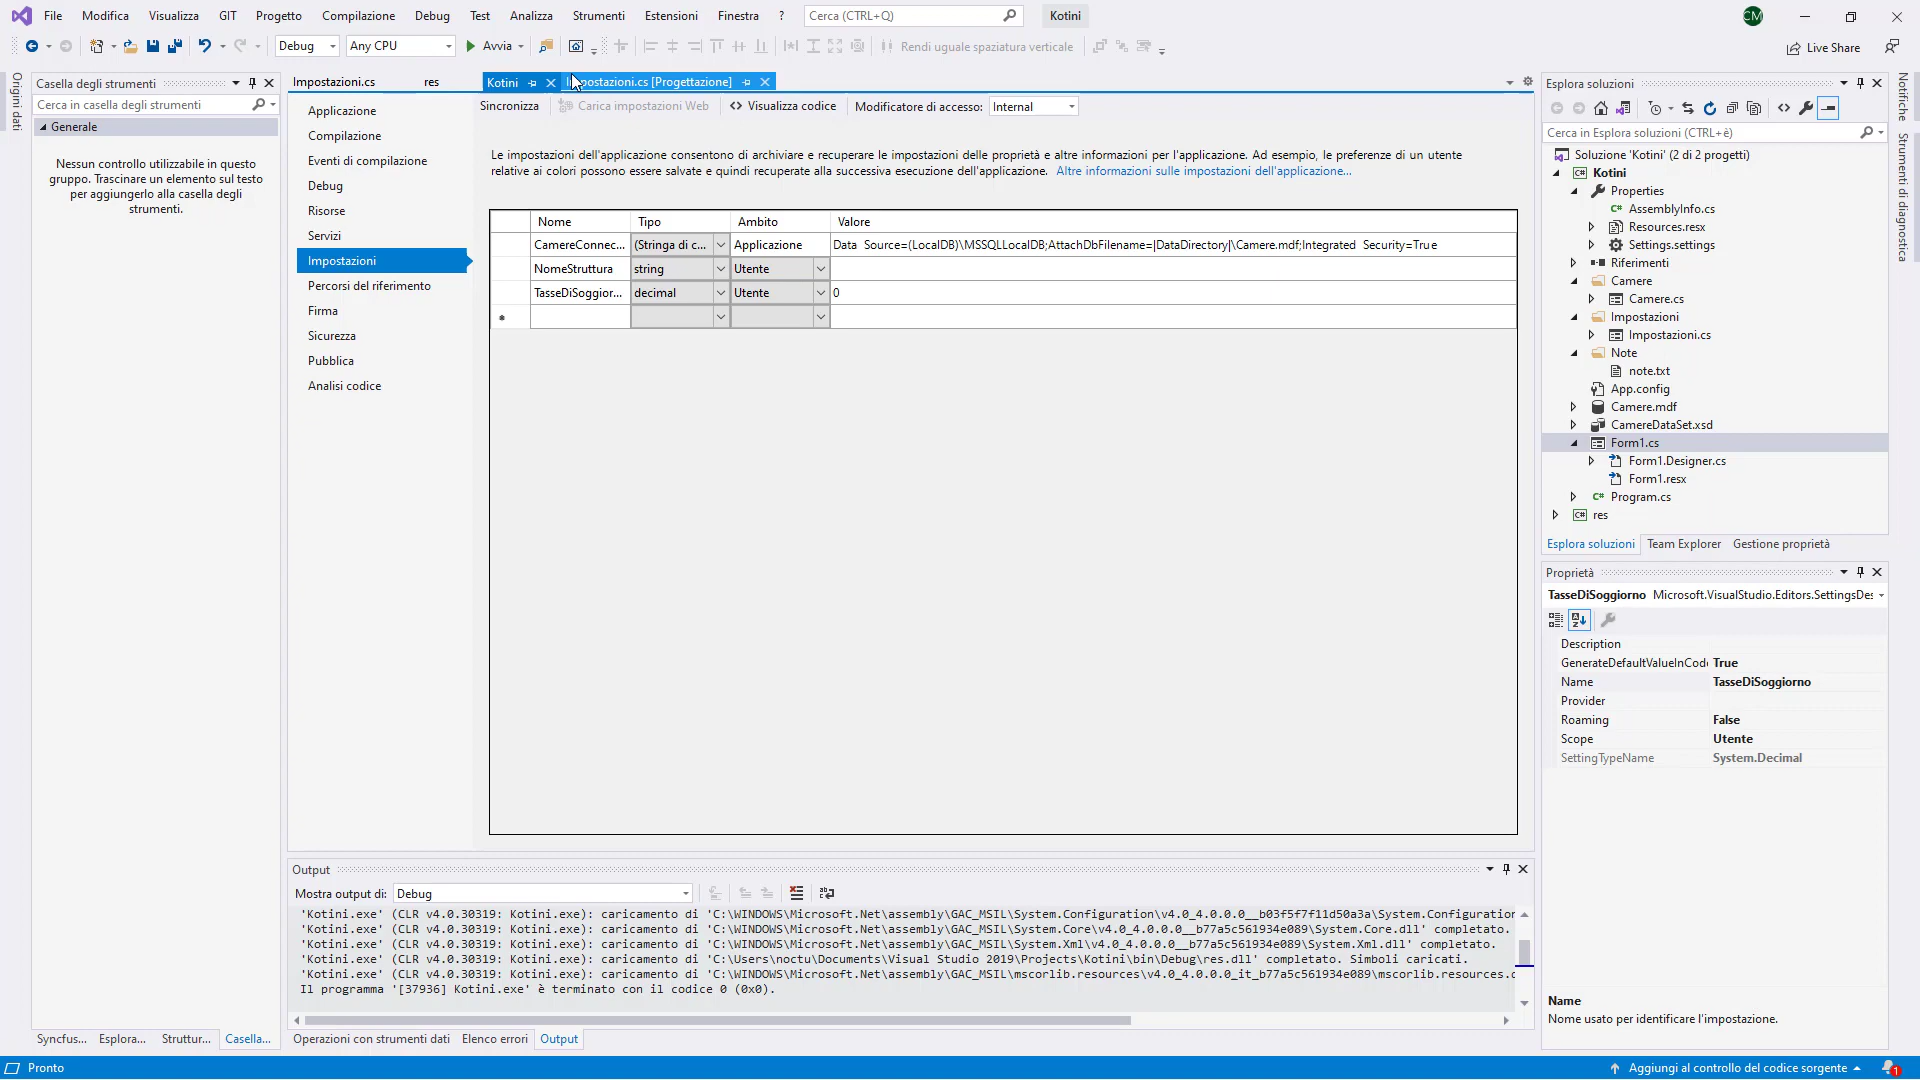 File Modifica Visualizza GIT Progetto Compilazione Debug Test Analizza Strumenti Estensioni Finestra ? Cerca (CTRL+Q) Kotini CM
Debug Any CPU Avvia Rendi uguale spaziatura verticale Live Share
Origini dati
Casella degli strumenti
Cerca in casella degli strumenti
Generale
Nessun controllo utilizzabile in questo
gruppo. Trascinare un elemento sul testo
per aggiungerlo alla casella degli
strumenti.
Syncfus... Esplora... Struttur... Casella...
Impostazioni.cs res Kotini Impostazioni.cs [Progettazione]
Applicazione
Compilazione
Eventi di compilazione
Debug
Risorse
Servizi
Impostazioni
Percorsi del riferimento
Firma
Sicurezza
Pubblica
Analisi codice
Sincronizza Carica impostazioni Web Visualizza codice Modificatore di accesso: Internal
Le impostazioni dell'applicazione consentono di archiviare e recuperare le impostazioni delle proprietà e altre informazioni per l'applicazione. Ad esempio, le preferenze di un utente
relative ai colori possono essere salvate e quindi recuperate alla successiva esecuzione dell'applicazione. Altre informazioni sulle impostazioni dell'applicazione...
Nome Tipo Ambito Valore
CamereConnec... (Stringa di c... Applicazione Data Source=(LocalDB)\MSSQLLocalDB;AttachDbFilename=|DataDirectory|\Camere.mdf;Integrated Security=True
NomeStruttura string Utente
TasseDiSoggior... decimal Utente 0
*
Output
Mostra output di: Debug
'Kotini.exe' (CLR v4.0.30319: Kotini.exe): caricamento di 'C:\WINDOWS\Microsoft.Net\assembly\GAC_MSIL\System.Configuration\v4.0_4.0.0.0__b03f5f7f11d50a3a\System.Configuration
'Kotini.exe' (CLR v4.0.30319: Kotini.exe): caricamento di 'C:\WINDOWS\Microsoft.Net\assembly\GAC_MSIL\System.Core\v4.0_4.0.0.0__b77a5c561934e089\System.Core.dll' completato.
'Kotini.exe' (CLR v4.0.30319: Kotini.exe): caricamento di 'C:\WINDOWS\Microsoft.Net\assembly\GAC_MSIL\System.Xml\v4.0_4.0.0.0__b77a5c561934e089\System.Xml.dll' completato.
'Kotini.exe' (CLR v4.0.30319: Kotini.exe): caricamento di 'C:\Users\noctu\Documents\Visual Studio 2019\Projects\Kotini\bin\Debug\res.dll' completato. Simboli caricati.
'Kotini.exe' (CLR v4.0.30319: Kotini.exe): caricamento di 'C:\WINDOWS\Microsoft.Net\assembly\GAC_MSIL\mscorlib.resources\v4.0_4.0.0.0_it_b77a5c561934e089\mscorlib.resources.d
Il programma '[37936] Kotini.exe' è terminato con il codice 0 (0x0).
Operazioni con strumenti dati Elenco errori Output
Esplora soluzioni
Cerca in Esplora soluzioni (CTRL+è)
Soluzione 'Kotini' (2 di 2 progetti)
Kotini
Properties
AssemblyInfo.cs
Resources.resx
Settings.settings
Riferimenti
Camere
Camere.cs
Impostazioni
Impostazioni.cs
Note
note.txt
App.config
Camere.mdf
CamereDataSet.xsd
Form1.cs
Form1.Designer.cs
Form1.resx
Program.cs
res
Esplora soluzioni Team Explorer Gestione proprietà
Proprietà
TasseDiSoggiorno Microsoft.VisualStudio.Editors.SettingsDes
Description
GenerateDefaultValueInCode True
Name TasseDiSoggiorno
Provider
Roaming False
Scope Utente
SettingTypeName System.Decimal
Name
Nome usato per identificare l'impostazione.
Notifiche
Strumenti di diagnostica
Pronto Aggiungi al controllo del codice sorgente 1